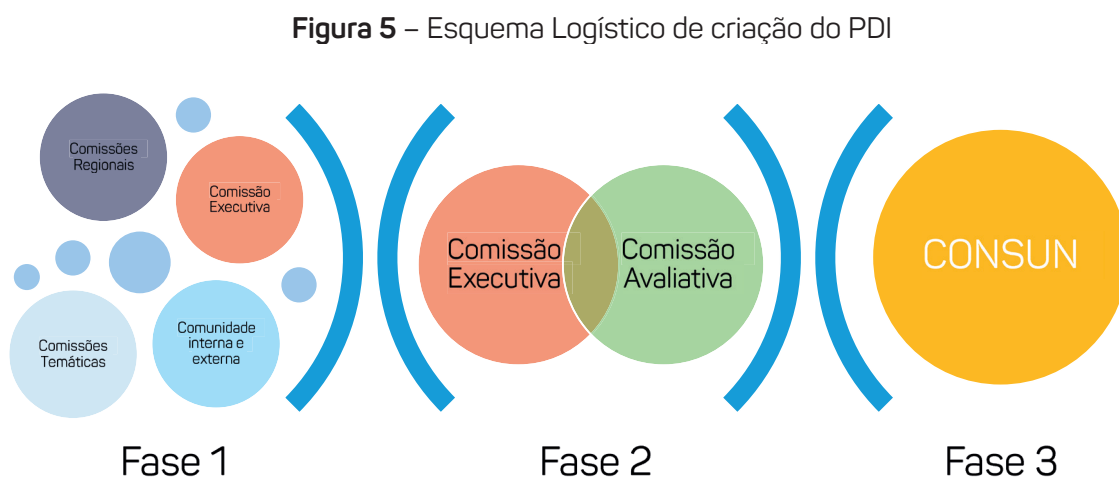 Figura 5 – Esquema Logístico de criação do PDI
Comissões
Regionais
Comissão
Executiva
Comissões
Temáticas
Comunidade
interna e
externa
Comissão
Executiva
Comissão
Avaliativa
CONSUN
Fase 1
Fase 2
Fase 3